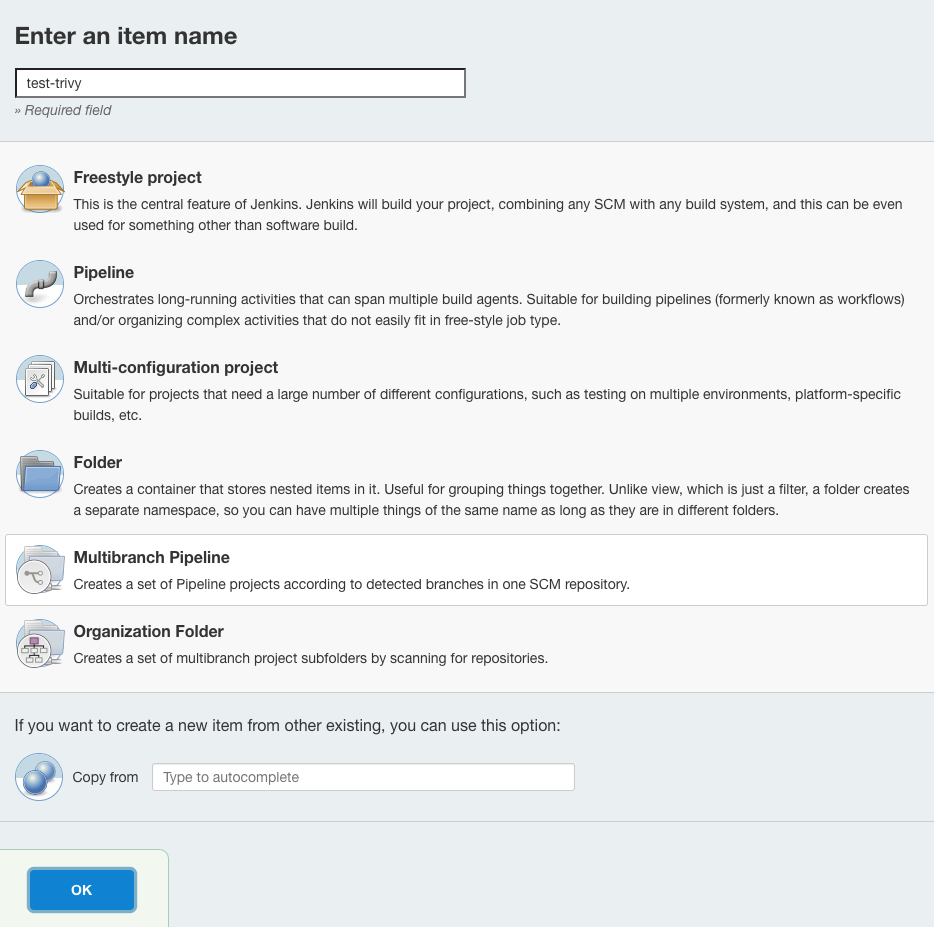 Enter an item name
test-trivy
» Required field
Freestyle project
This is the central feature of Jenkins. Jenkins will build your project, combining any SCM with any build system, and this can be even
used for something other than software build.
Pipeline
Orchestrates long-running activities that can span multiple build agents. Suitable for building pipelines (formerly known as workflows)
and/or organizing complex activities that do not easily fit in free-style job type.
Multi-configuration project
Suitable for projects that need a large number of different configurations, such as testing on multiple environments, platform-specific
builds, etc.
Folder
Creates a container that stores nested items in it. Useful for grouping things together. Unlike view, which is just a filter, a folder creates
a separate namespace, so you can have multiple things of the same name as long as they are in different folders.
Multibranch Pipeline
Creates a set of Pipeline projects according to detected branches in one SCM repository.
Organization Folder
Creates a set of multibranch project subfolders by scanning for repositories.
If you want to create a new item from other existing, you can use this option:
Copy from
Type to autocomplete
OK